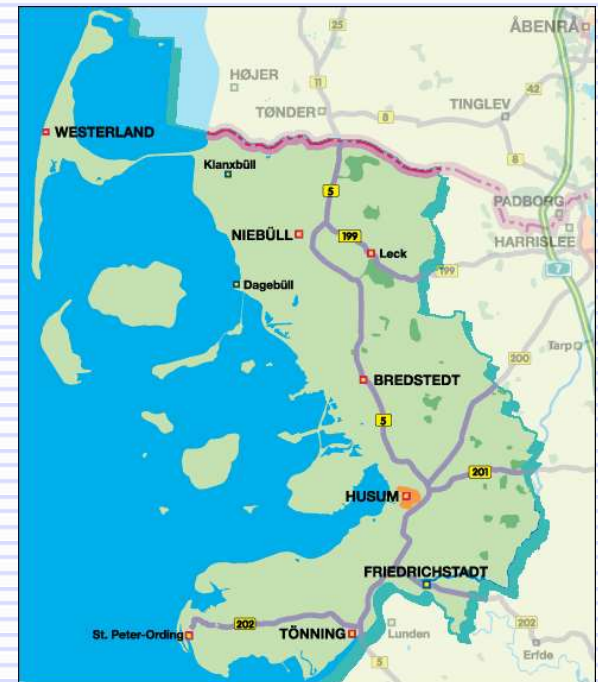 25
ÅBENRÅ
HØJER
11
42
TØNDER
TINGLEV
8
WESTERLAND
8
Klanxbüll
5
PADBORG
NIEBÜLL
199
HARRISLEE
Leck
199
7
Dagebüll
Tarp
200
BREDSTEDT
5
201
HUSUM
FRIEDRICHSTADT
202
202
St. Peter-Ording
TÖNNING
Lunden
Erfde
5